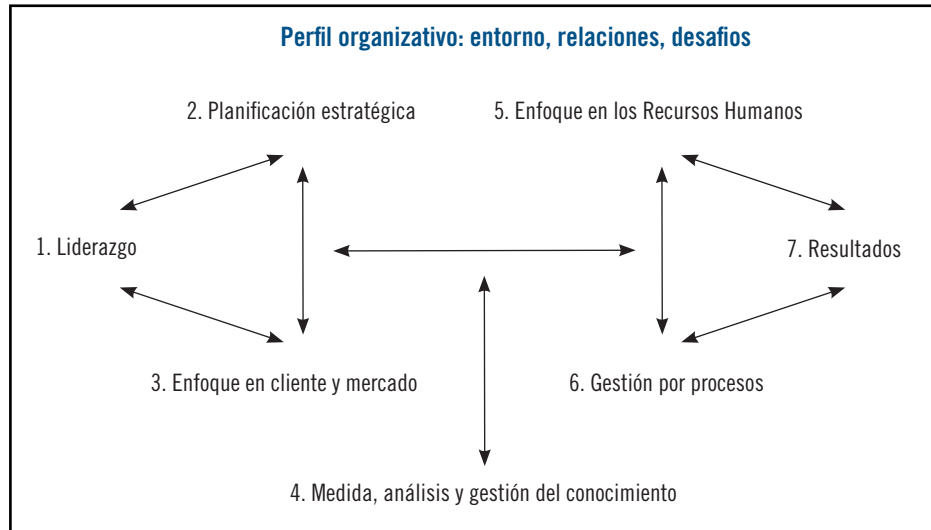 Perfil organizativo: entorno, relaciones, desafios
2. Planificación estratégica
5. Enfoque en los Recursos Humanos
1. Liderazgo
7. Resultados
3. Enfoque en cliente y mercado
6. Gestión por procesos
4. Medida, análisis y gestión del conocimiento